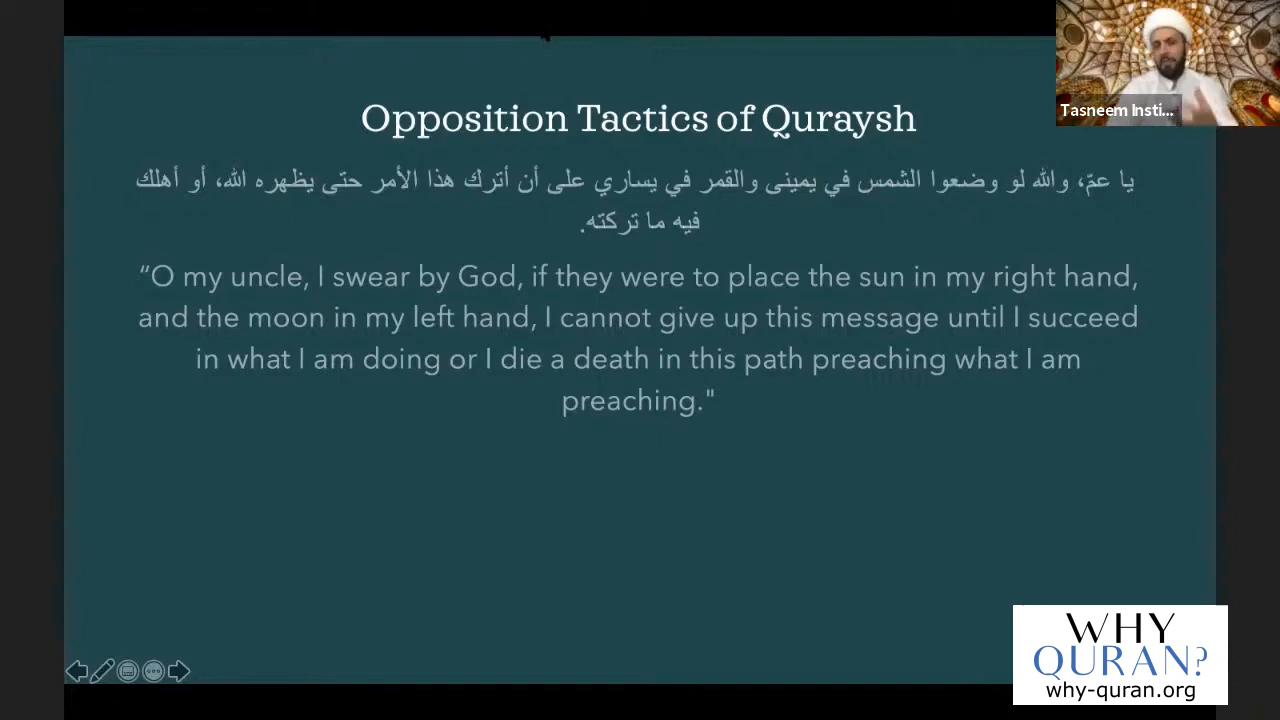 Tasneem Insti...
Opposition Tactics of Quraysh
يا عمّ، والله لو وضعوا الشمس في يمينى والقمر في يساري على أن أترك هذا الأمر حتى يظهره الله، أو أهلك
فيه ما تركته.
“O my uncle, I swear by God, if they were to place the sun in my right hand,
and the moon in my left hand, I cannot give up this message until I succeed
in what I am doing or I die a death in this path preaching what I am
preaching."
WHY
QURAN?
why-quran.org